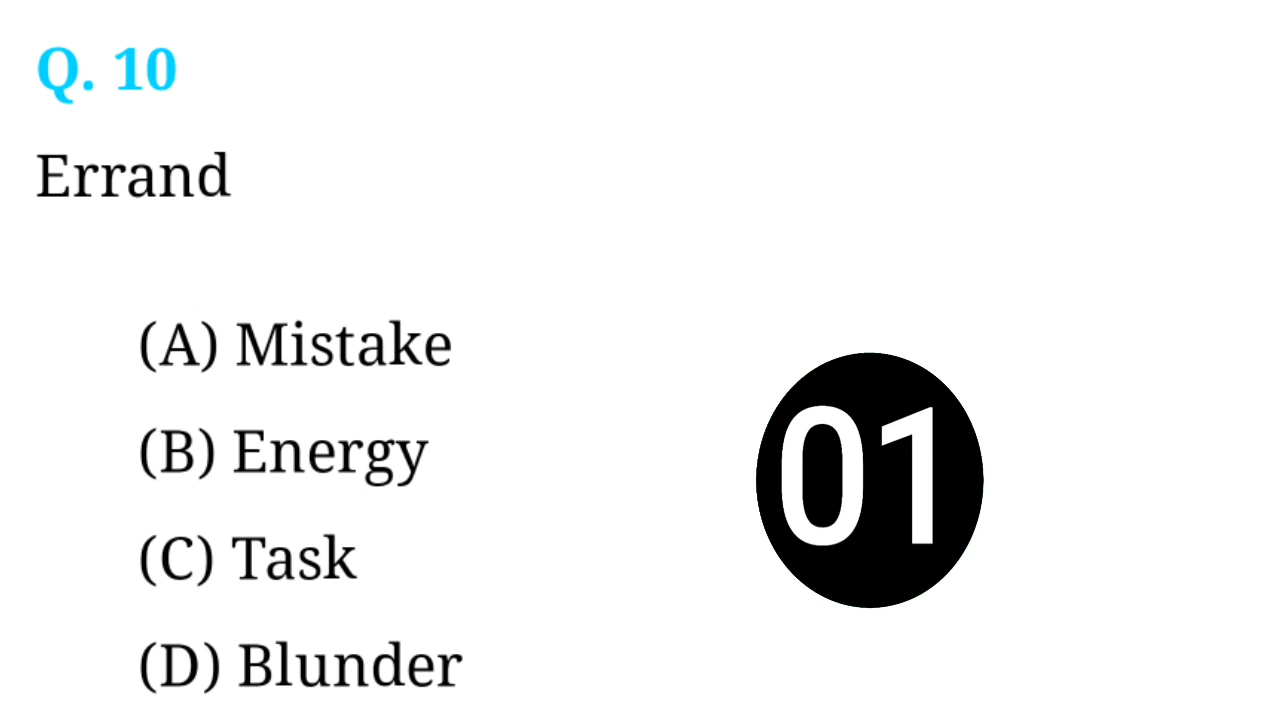 Q. 10
Errand
(A) Mistake
(B) Energy
(C) Task
(D) Blunder
01